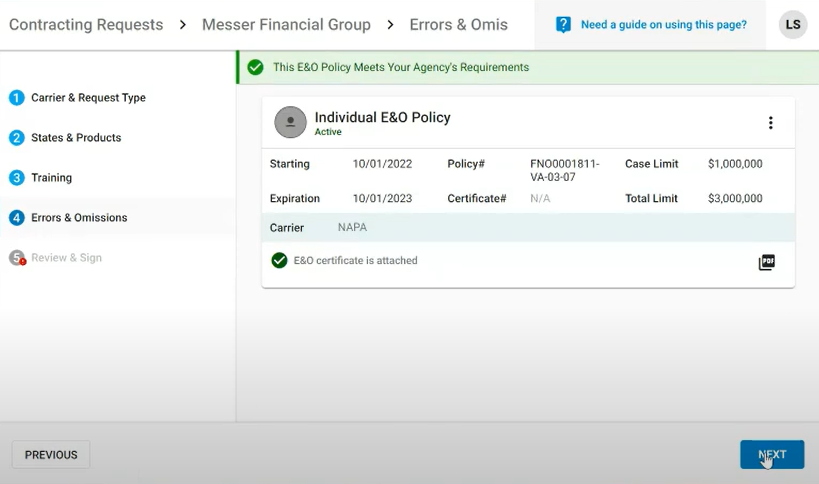 Contracting Requests > Messer Financial Group > Errors & Omis
Need a guide on using this page?
LS
1 Carrier & Request Type
2 States & Products
3 Training
4 Errors & Omissions
5 Review & Sign
This E&O Policy Meets Your Agency's Requirements
Individual E&O Policy
Active
Starting 10/01/2022 Policy# FNO0001811-
VA-03-07 Case Limit $1,000,000
Expiration 10/01/2023 Certificate# N/A Total Limit $3,000,000
Carrier NAPA
E&O certificate is attached
PDF
PREVIOUS
NEXT